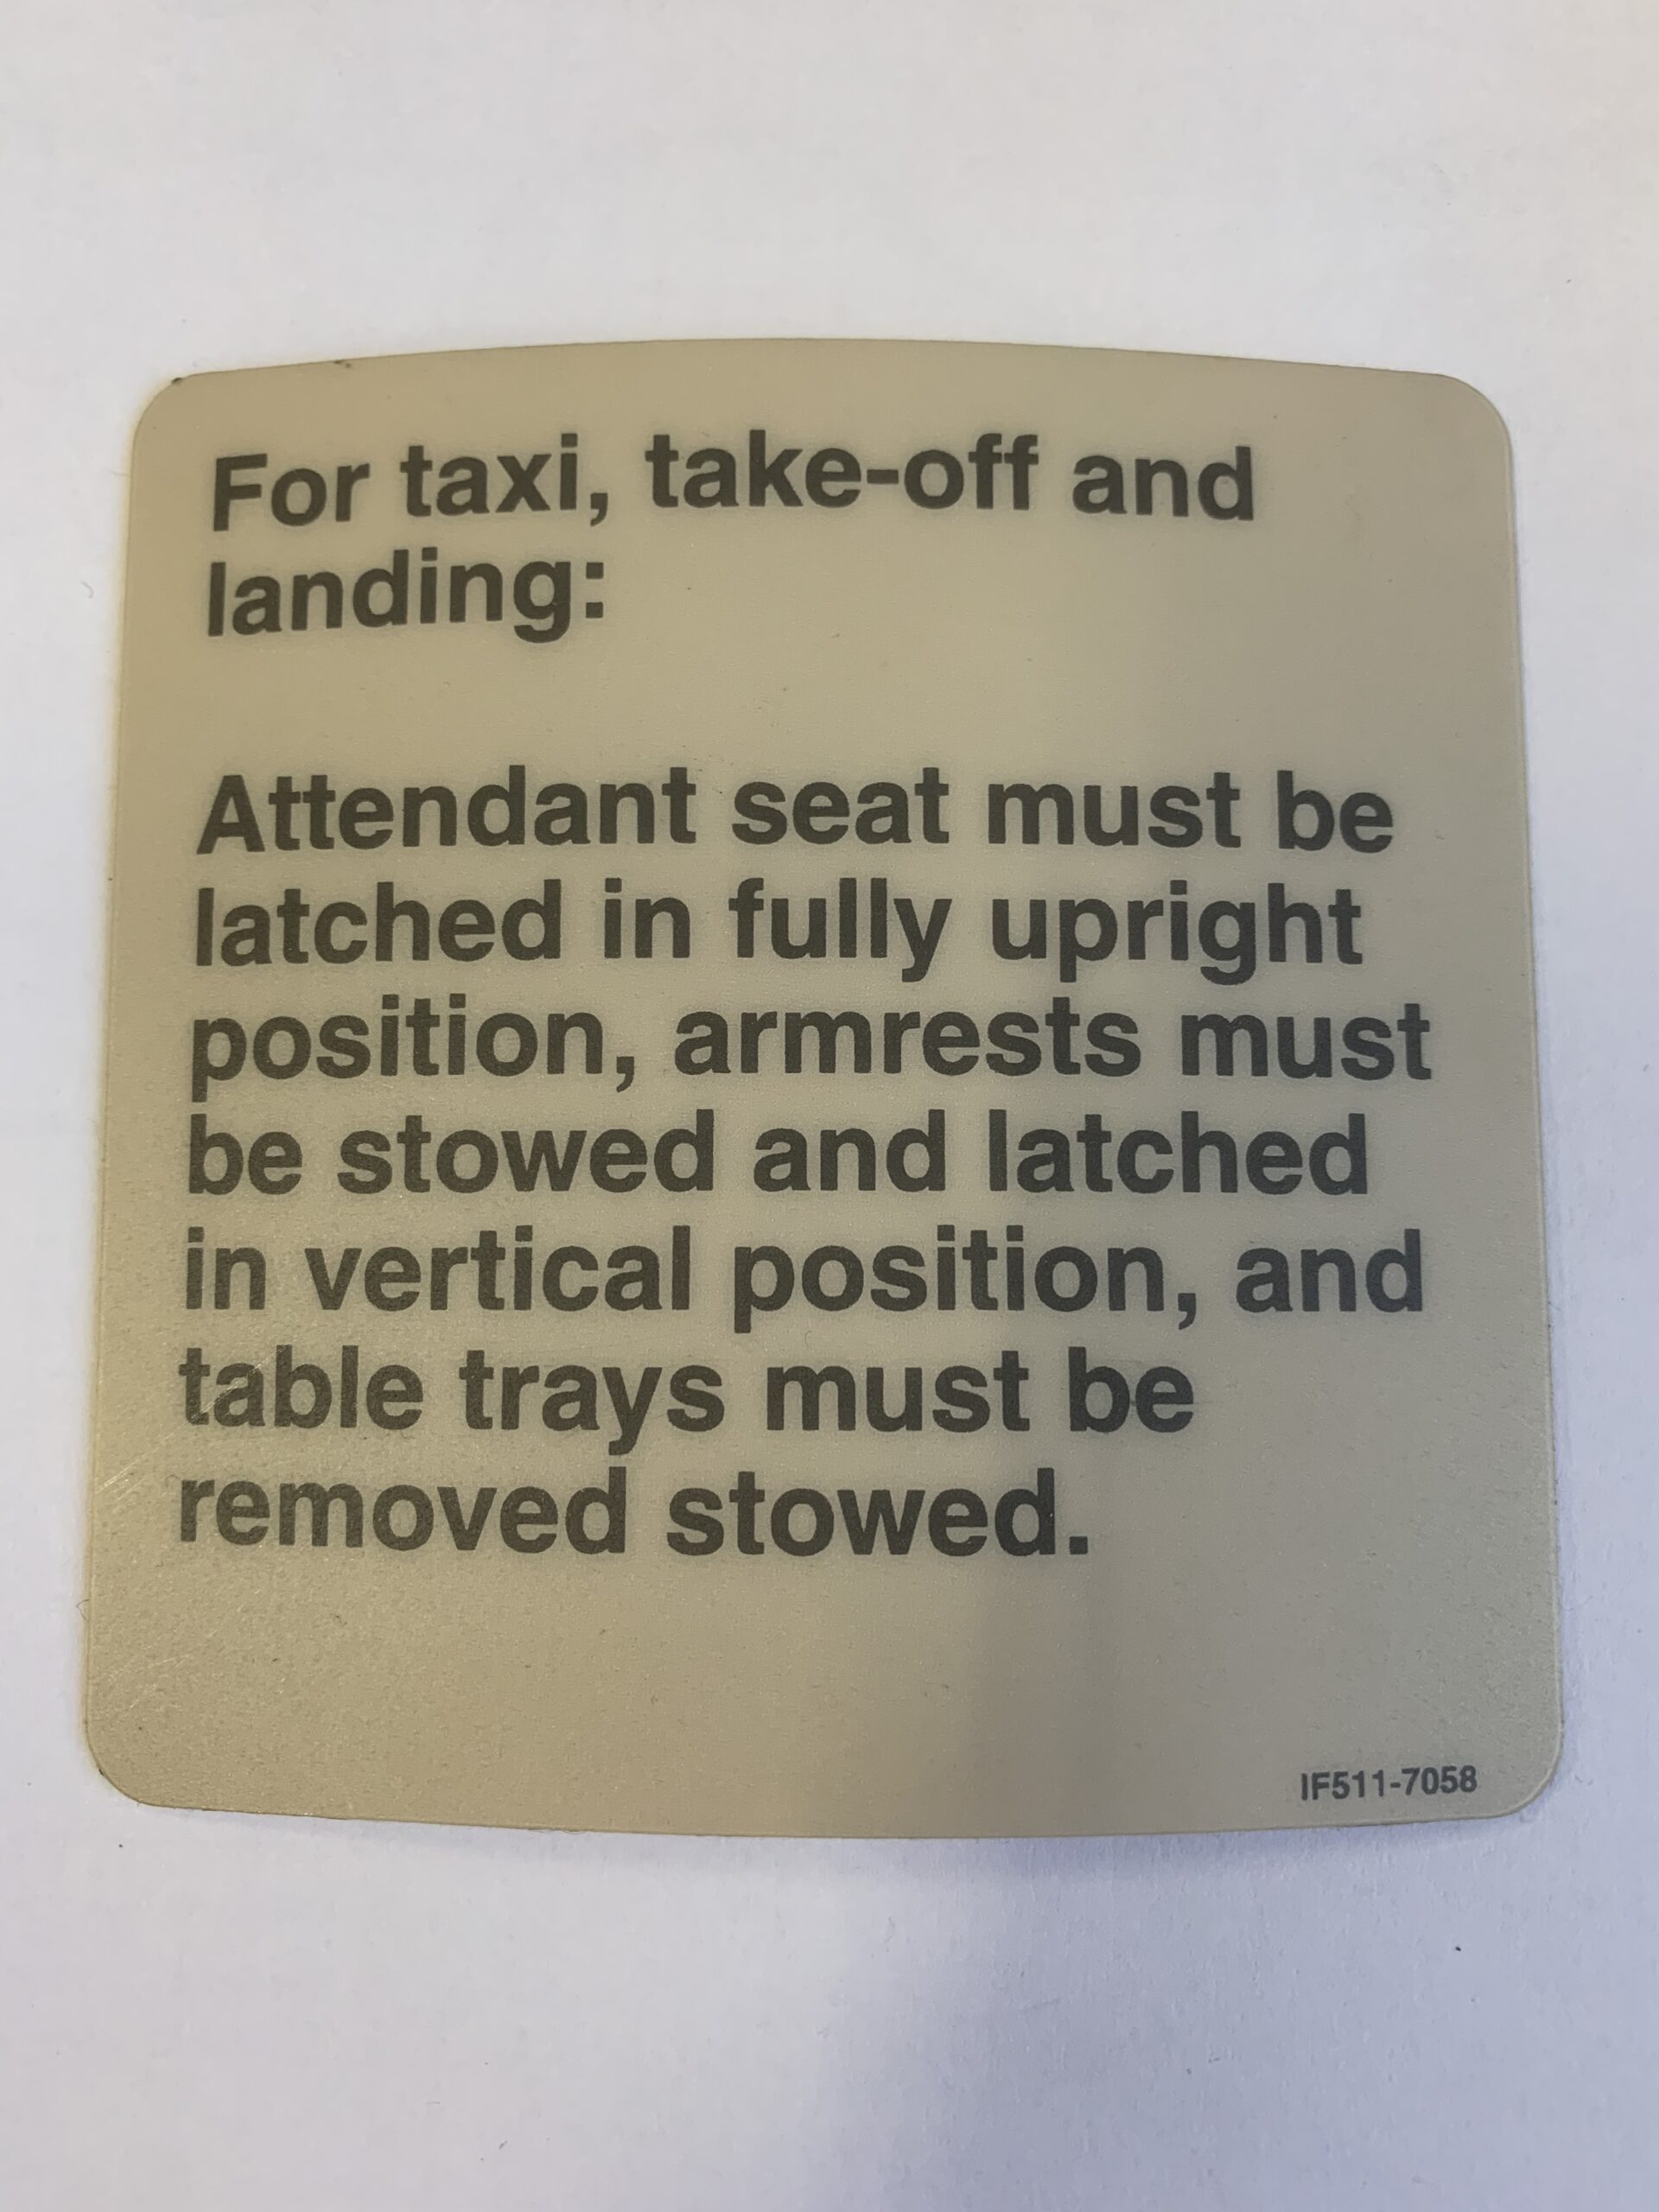 For taxi, take-off and
landing:
Attendant seat must be
latched in fully upright
position, armrests must
be stowed and latched
in vertical position, and
table trays must be
removed stowed.
IF511-7058